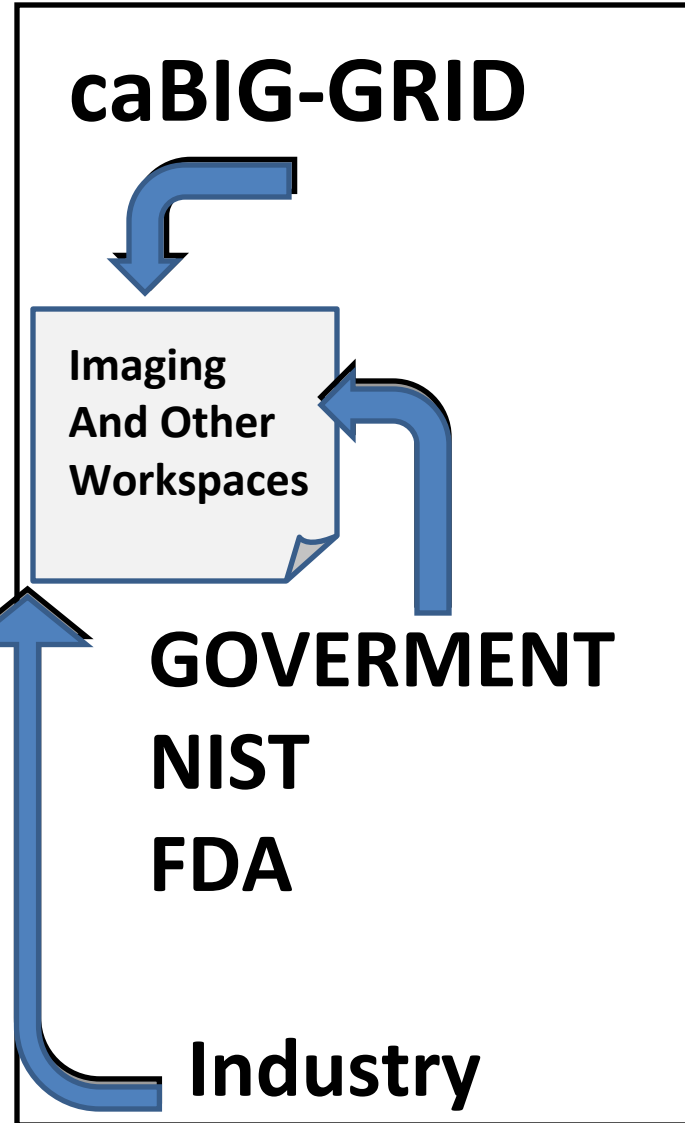 caBIG-GRID
Imaging
And Other
Workspaces
GOVERMENT
NIST
FDA
Industry